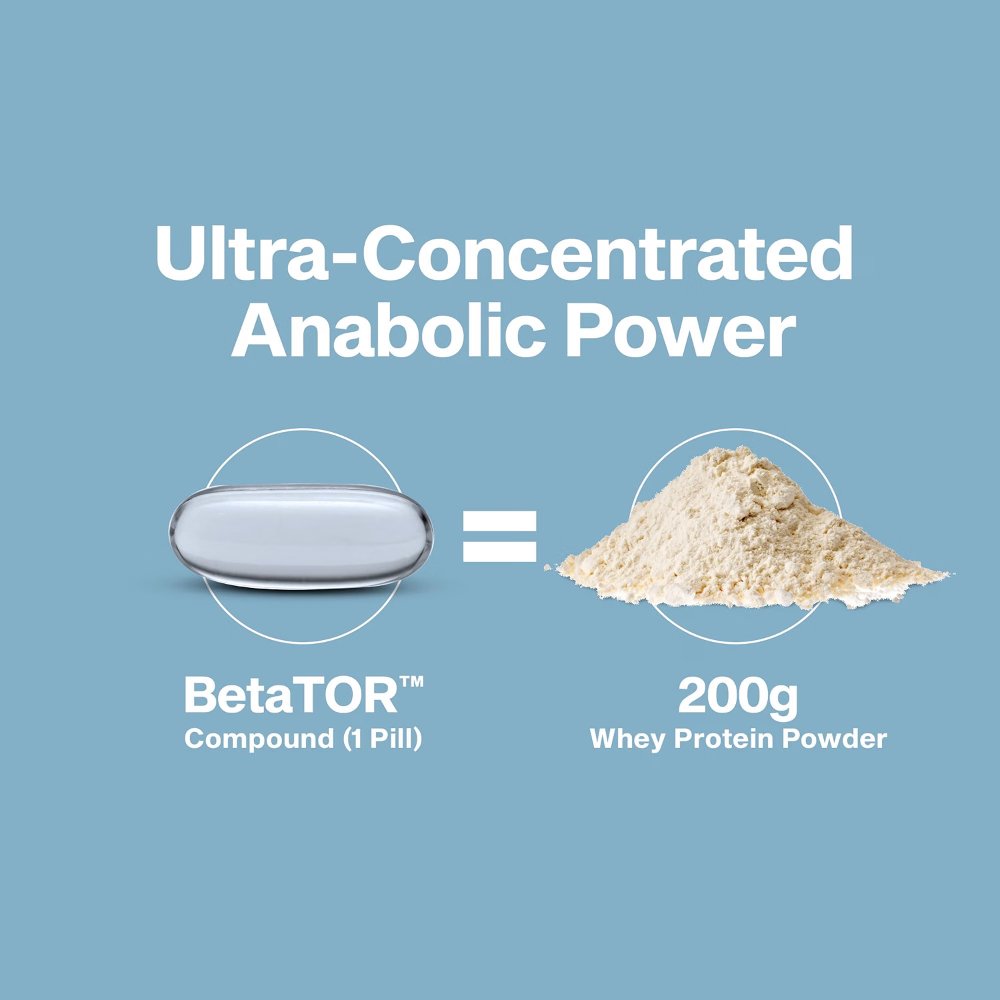 Ultra-Concentrated
Anabolic Power
BetaTOR™
Compound (1 Pill)
200g
Whey Protein Powder